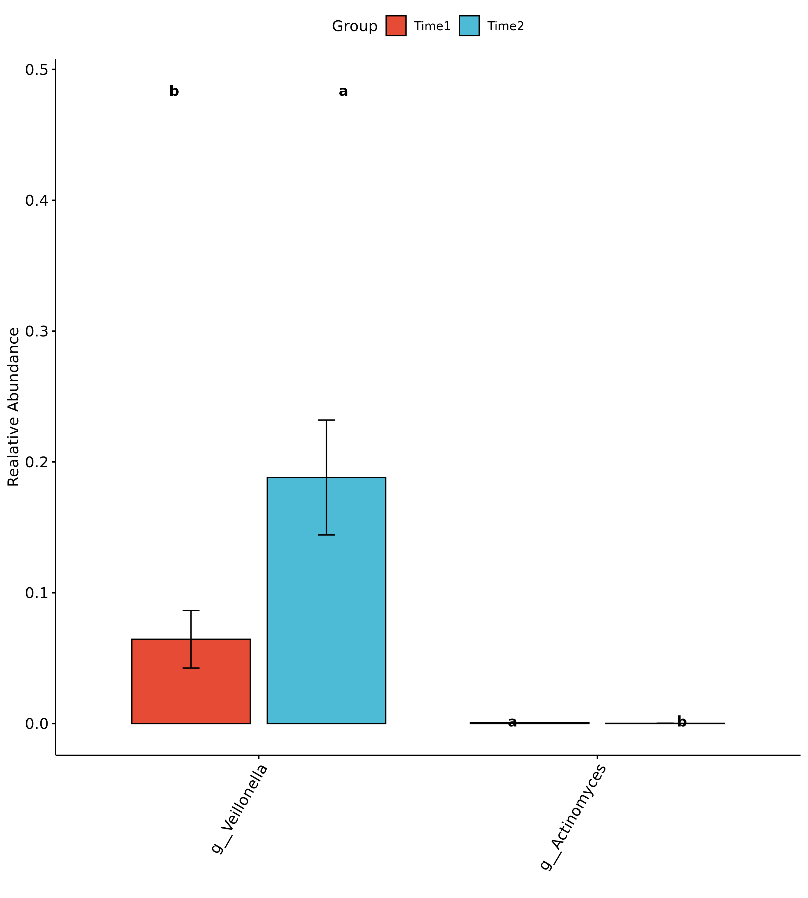 Group Time1 Time2
Realative Abundance
0.5
0.4
0.3
0.2
0.1
0.0
b a
a b
g__Veillonella
g__Actinomyces